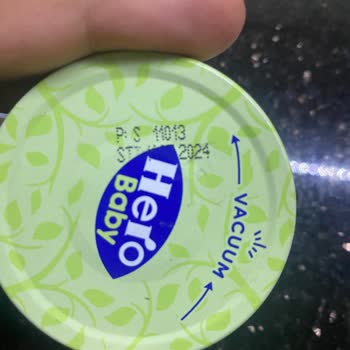 P: S 11013
2024
Hero
Baby
VACUUM